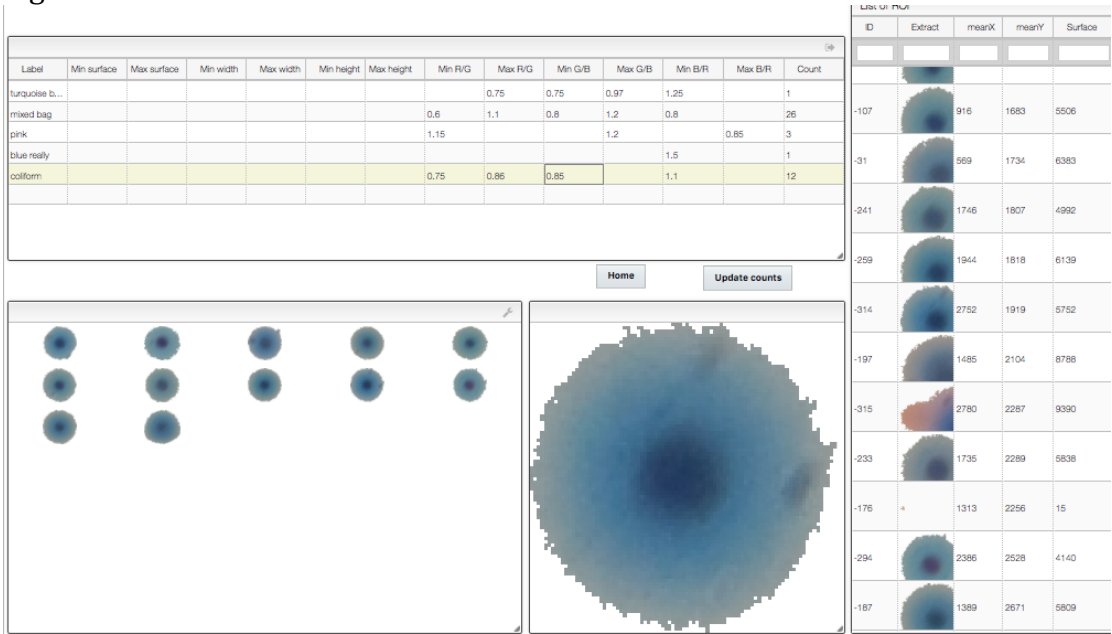 List of ROI
ID Extract meanX meanY Surface
Label Min surface Max surface Min width Max width Min height Max height Min R/G Max R/G Min G/B Max G/B Min B/R Max B/R Count
turquoise b... 0.75 0.75 0.97 1.25 1
mixed bag 0.6 1.1 0.8 1.2 0.8 26
pink 1.15 1.2 0.85 3
blue really 1.5 1
coliform 0.75 0.86 0.85 1.1 12
Home Update counts
-107 916 1683 5506
-31 569 1734 6383
-241 1746 1807 4992
-259 1944 1818 6139
-314 2752 1919 5752
-197 1485 2104 8788
-315 2780 2287 9390
-233 1735 2289 5838
-176 1313 2256 15
-294 2386 2528 4140
-187 1389 2671 5809